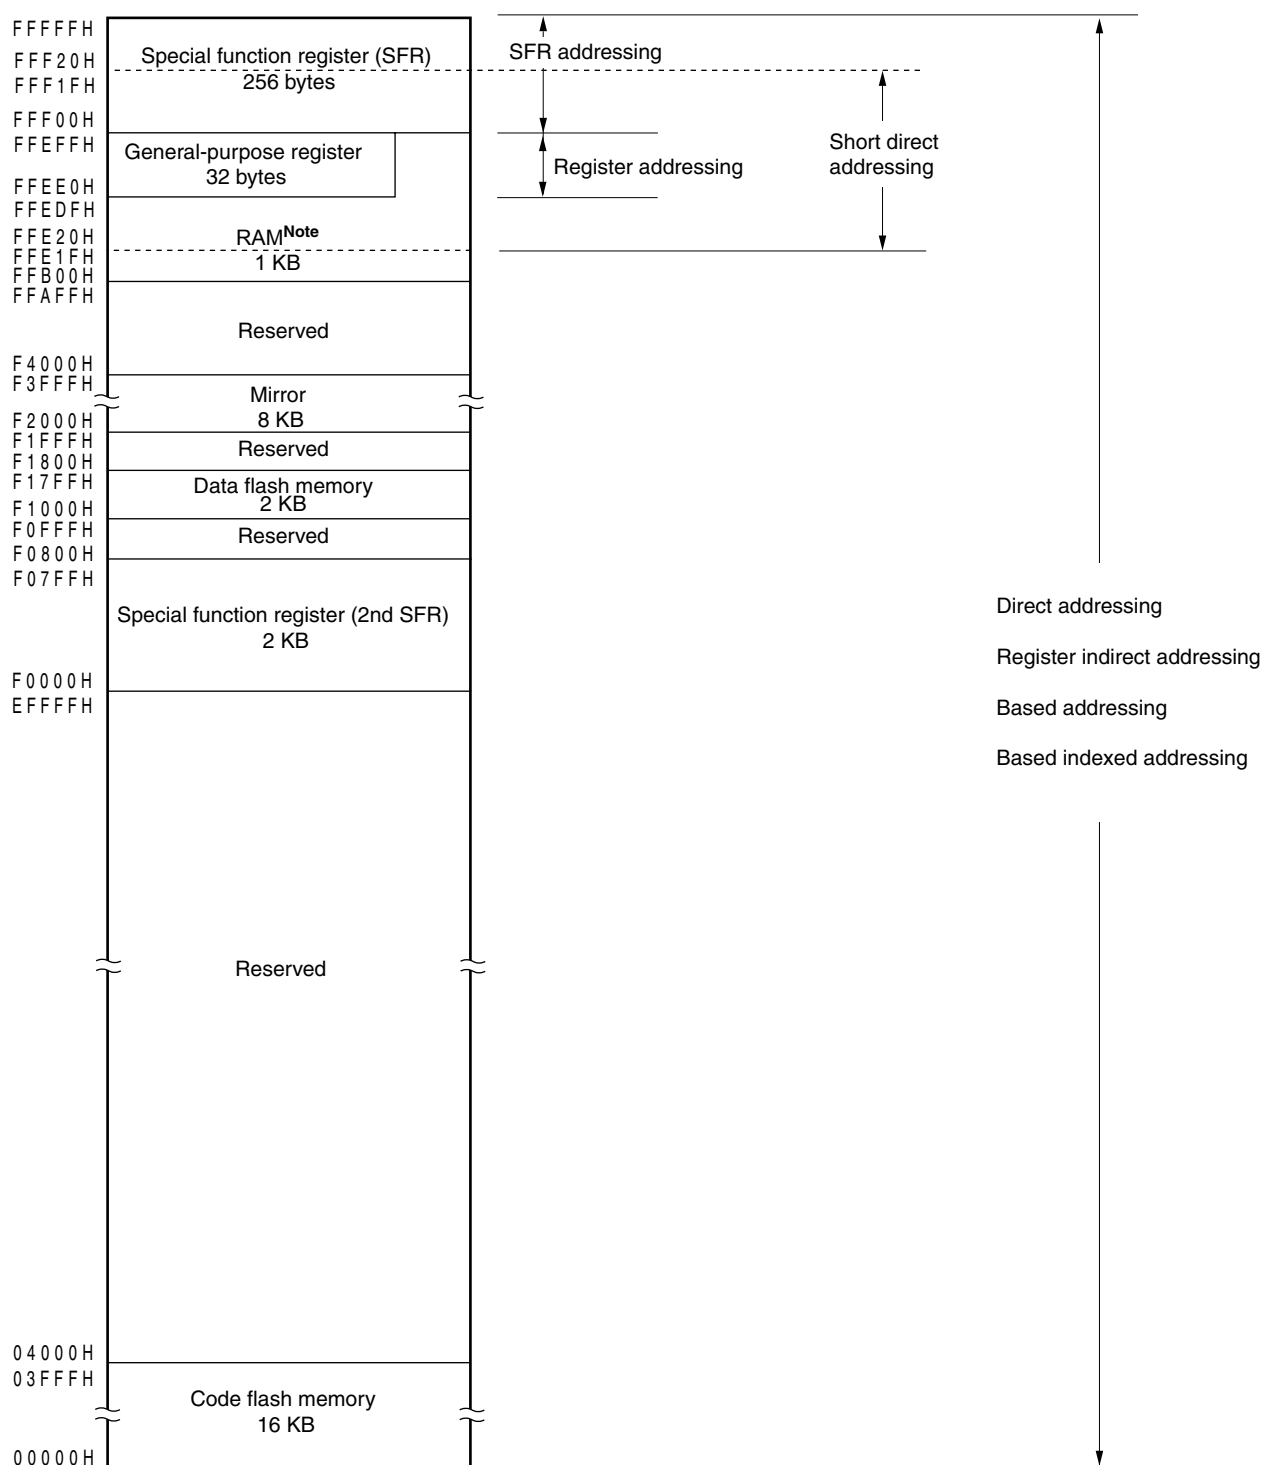 FFFFFH
FFF20H
FFF1FH
FFF00H
FFEFFH
FFEE0H
FFEDFH
FFE20H
FFE1FH
FFB00H
FFAFFH
F4000H
F3FFFH
F2000H
F1FFFH
F1800H
F17FFH
F1000H
F0FFFH
F0800H
F07FFH
F0000H
EFFFFH
04000H
03FFFH
00000H
Special function register (SFR)
256 bytes
General-purpose register
32 bytes
RAMNote
1 KB
Reserved
Mirror
8 KB
Reserved
Data flash memory
2 KB
Reserved
Special function register (2nd SFR)
2 KB
Reserved
Code flash memory
16 KB
SFR addressing
Register addressing
Short direct
addressing
Direct addressing
Register indirect addressing
Based addressing
Based indexed addressing